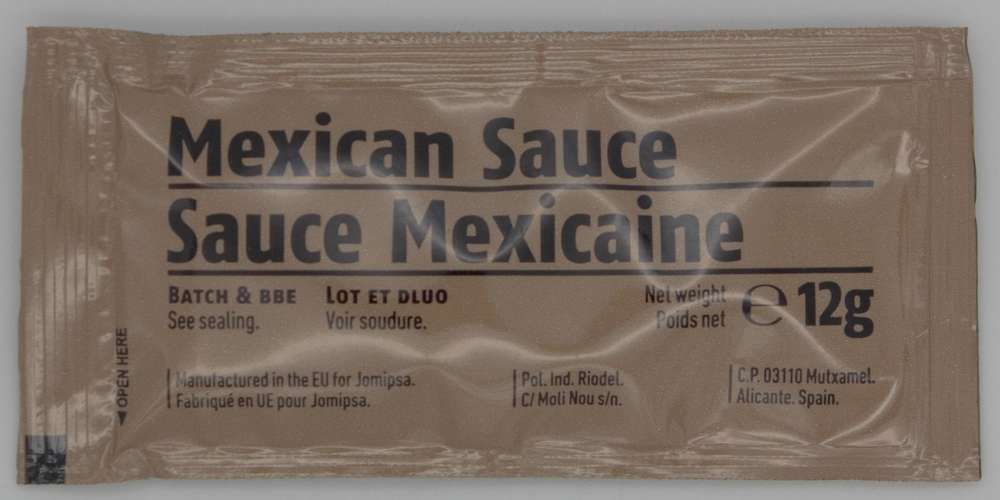 Mexican Sauce
Sauce Mexicaine
BATCH & BBE LOT ET DLUO Net weight ℮ 12g
See sealing. Voir soudure. Poids net
◄ OPEN HERE
Manufactured in the EU for Jomipsa. Pol. Ind. Riodel. C.P. 03110 Mutxamel.
Fabriqué en UE pour Jomipsa. C/ Moli Nou s/n. Alicante. Spain.